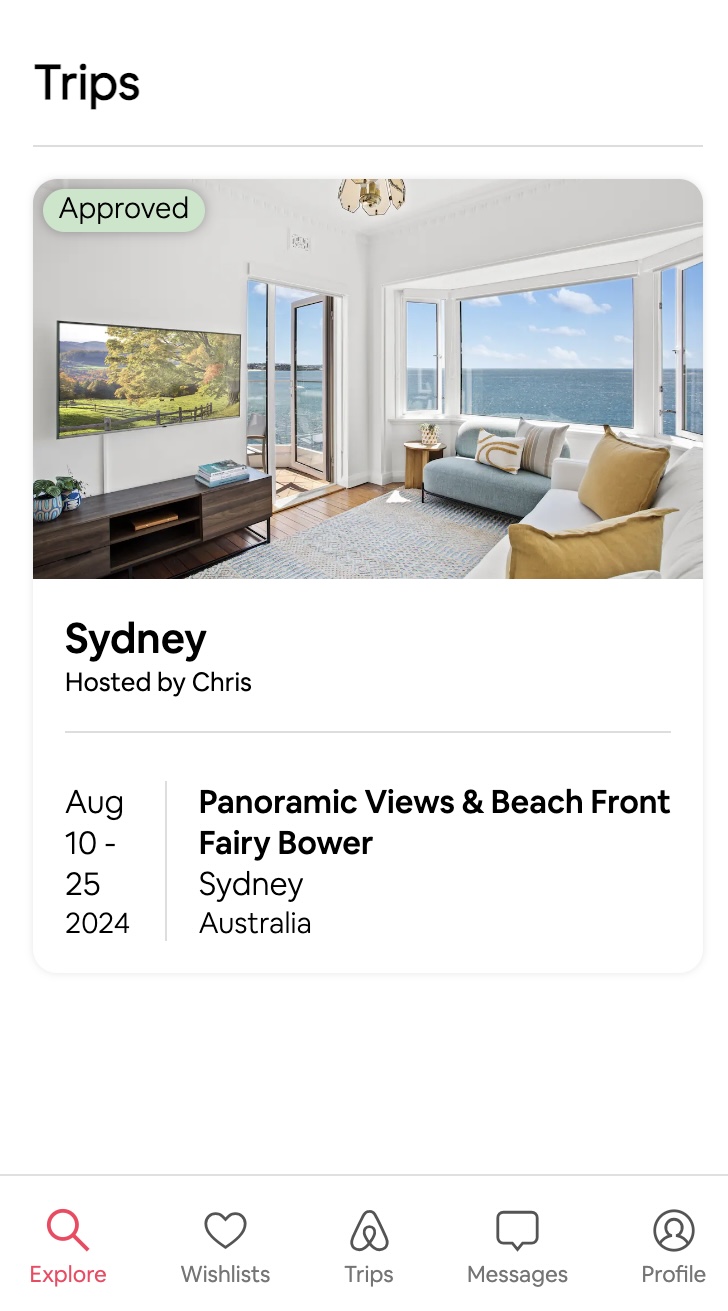 Trips
Approved
Sydney
Hosted by Chris
Aug
10 -
25
2024
Panoramic Views & Beach Front
Fairy Bower
Sydney
Australia
Explore
Wishlists
Trips
Messages
Profile